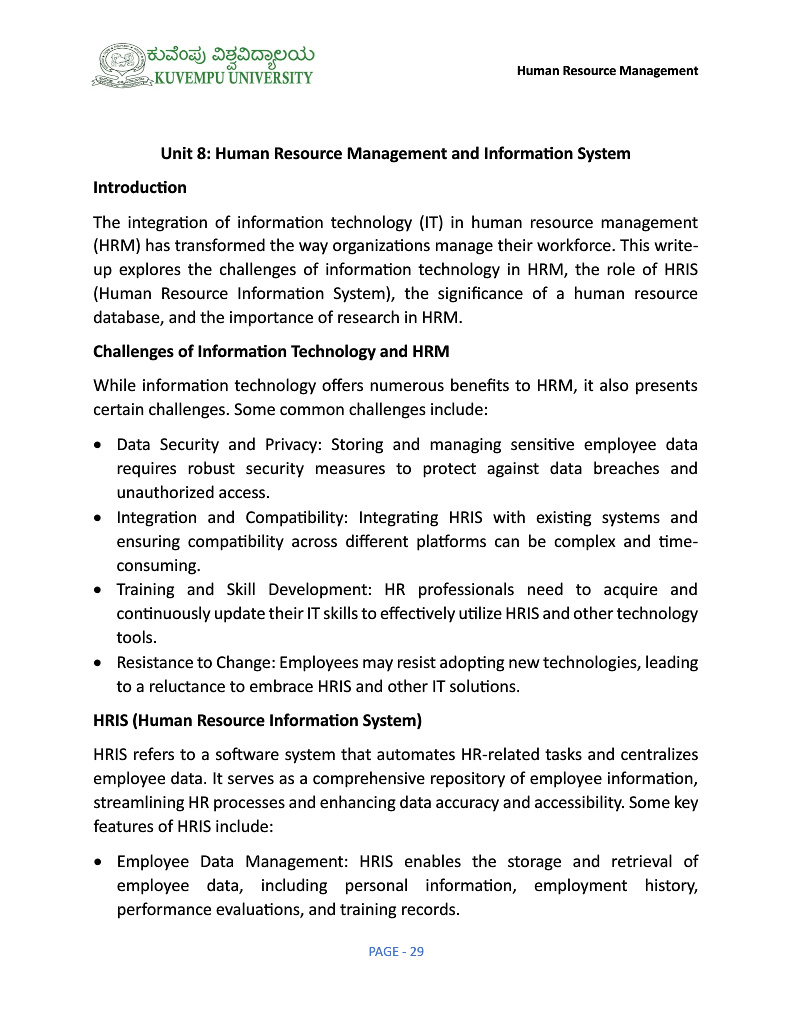 ಕುವೆಂಪು ವಿಶ್ವವಿದ್ಯಾಲಯ
KUVEMPU UNIVERSITY
Human Resource Management
Unit 8: Human Resource Management and Information System
Introduction
The integration of information technology (IT) in human resource management
(HRM) has transformed the way organizations manage their workforce. This write-
up explores the challenges of information technology in HRM, the role of HRIS
(Human Resource Information System), the significance of a human resource
database, and the importance of research in HRM.
Challenges of Information Technology and HRM
While information technology offers numerous benefits to HRM, it also presents
certain challenges. Some common challenges include:
• Data Security and Privacy: Storing and managing sensitive employee data
requires robust security measures to protect against data breaches and
unauthorized access.
• Integration and Compatibility: Integrating HRIS with existing systems and
ensuring compatibility across different platforms can be complex and time-
consuming.
• Training and Skill Development: HR professionals need to acquire and
continuously update their IT skills to effectively utilize HRIS and other technology
tools.
• Resistance to Change: Employees may resist adopting new technologies, leading
to a reluctance to embrace HRIS and other IT solutions.
HRIS (Human Resource Information System)
HRIS refers to a software system that automates HR-related tasks and centralizes
employee data. It serves as a comprehensive repository of employee information,
streamlining HR processes and enhancing data accuracy and accessibility. Some key
features of HRIS include:
• Employee Data Management: HRIS enables the storage and retrieval of
employee data, including personal information, employment history,
performance evaluations, and training records.
PAGE - 29